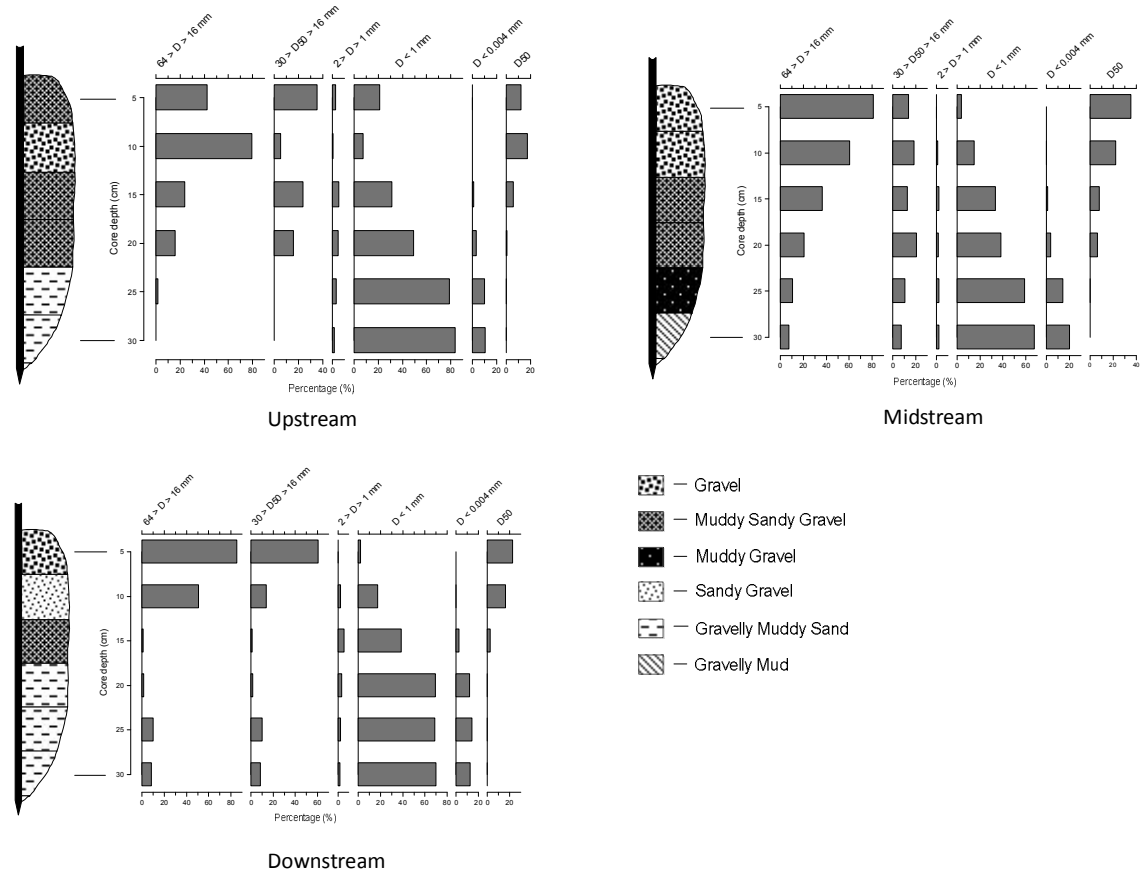 64 > D > 16 mm
30 > D50 > 16 mm
2 > D > 1 mm
D < 1 mm
D < 0.004 mm
D50
Core depth (cm)
5
10
15
20
25
30
0 20 40 60 80 0 20 40 0 0 20 40 60 80 0 20 0 20
Percentage (%)
Upstream
64 > D > 16 mm
30 > D50 > 16 mm
2 > D > 1 mm
D < 1 mm
D < 0.004 mm
D50
Core depth (cm)
5
10
15
20
25
30
0 20 40 60 80 0 20 40 0 0 20 40 60 0 20 0 20 40
Percentage (%)
Midstream
64 > D > 16 mm
30 > D50 > 16 mm
2 > D > 1 mm
D < 1 mm
D < 0.004 mm
D50
Core depth (cm)
5
10
15
20
25
30
0 20 40 60 80 0 20 40 60 0 0 20 40 60 80 0 20 0 20
Percentage (%)
Downstream
– Gravel
– Muddy Sandy Gravel
– Muddy Gravel
– Sandy Gravel
– Gravelly Muddy Sand
– Gravelly Mud